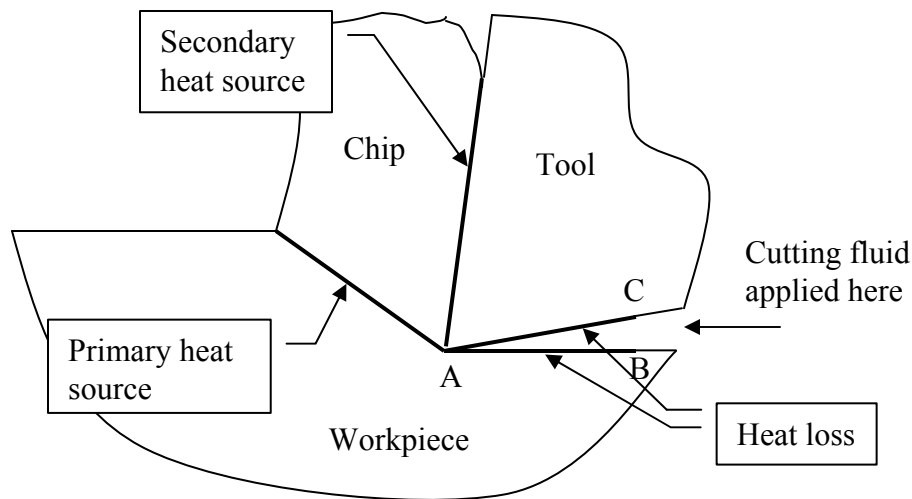 Secondary
heat source
Chip
Tool
Cutting fluid
applied here
C
Primary heat
source
A
B
Heat loss
Workpiece